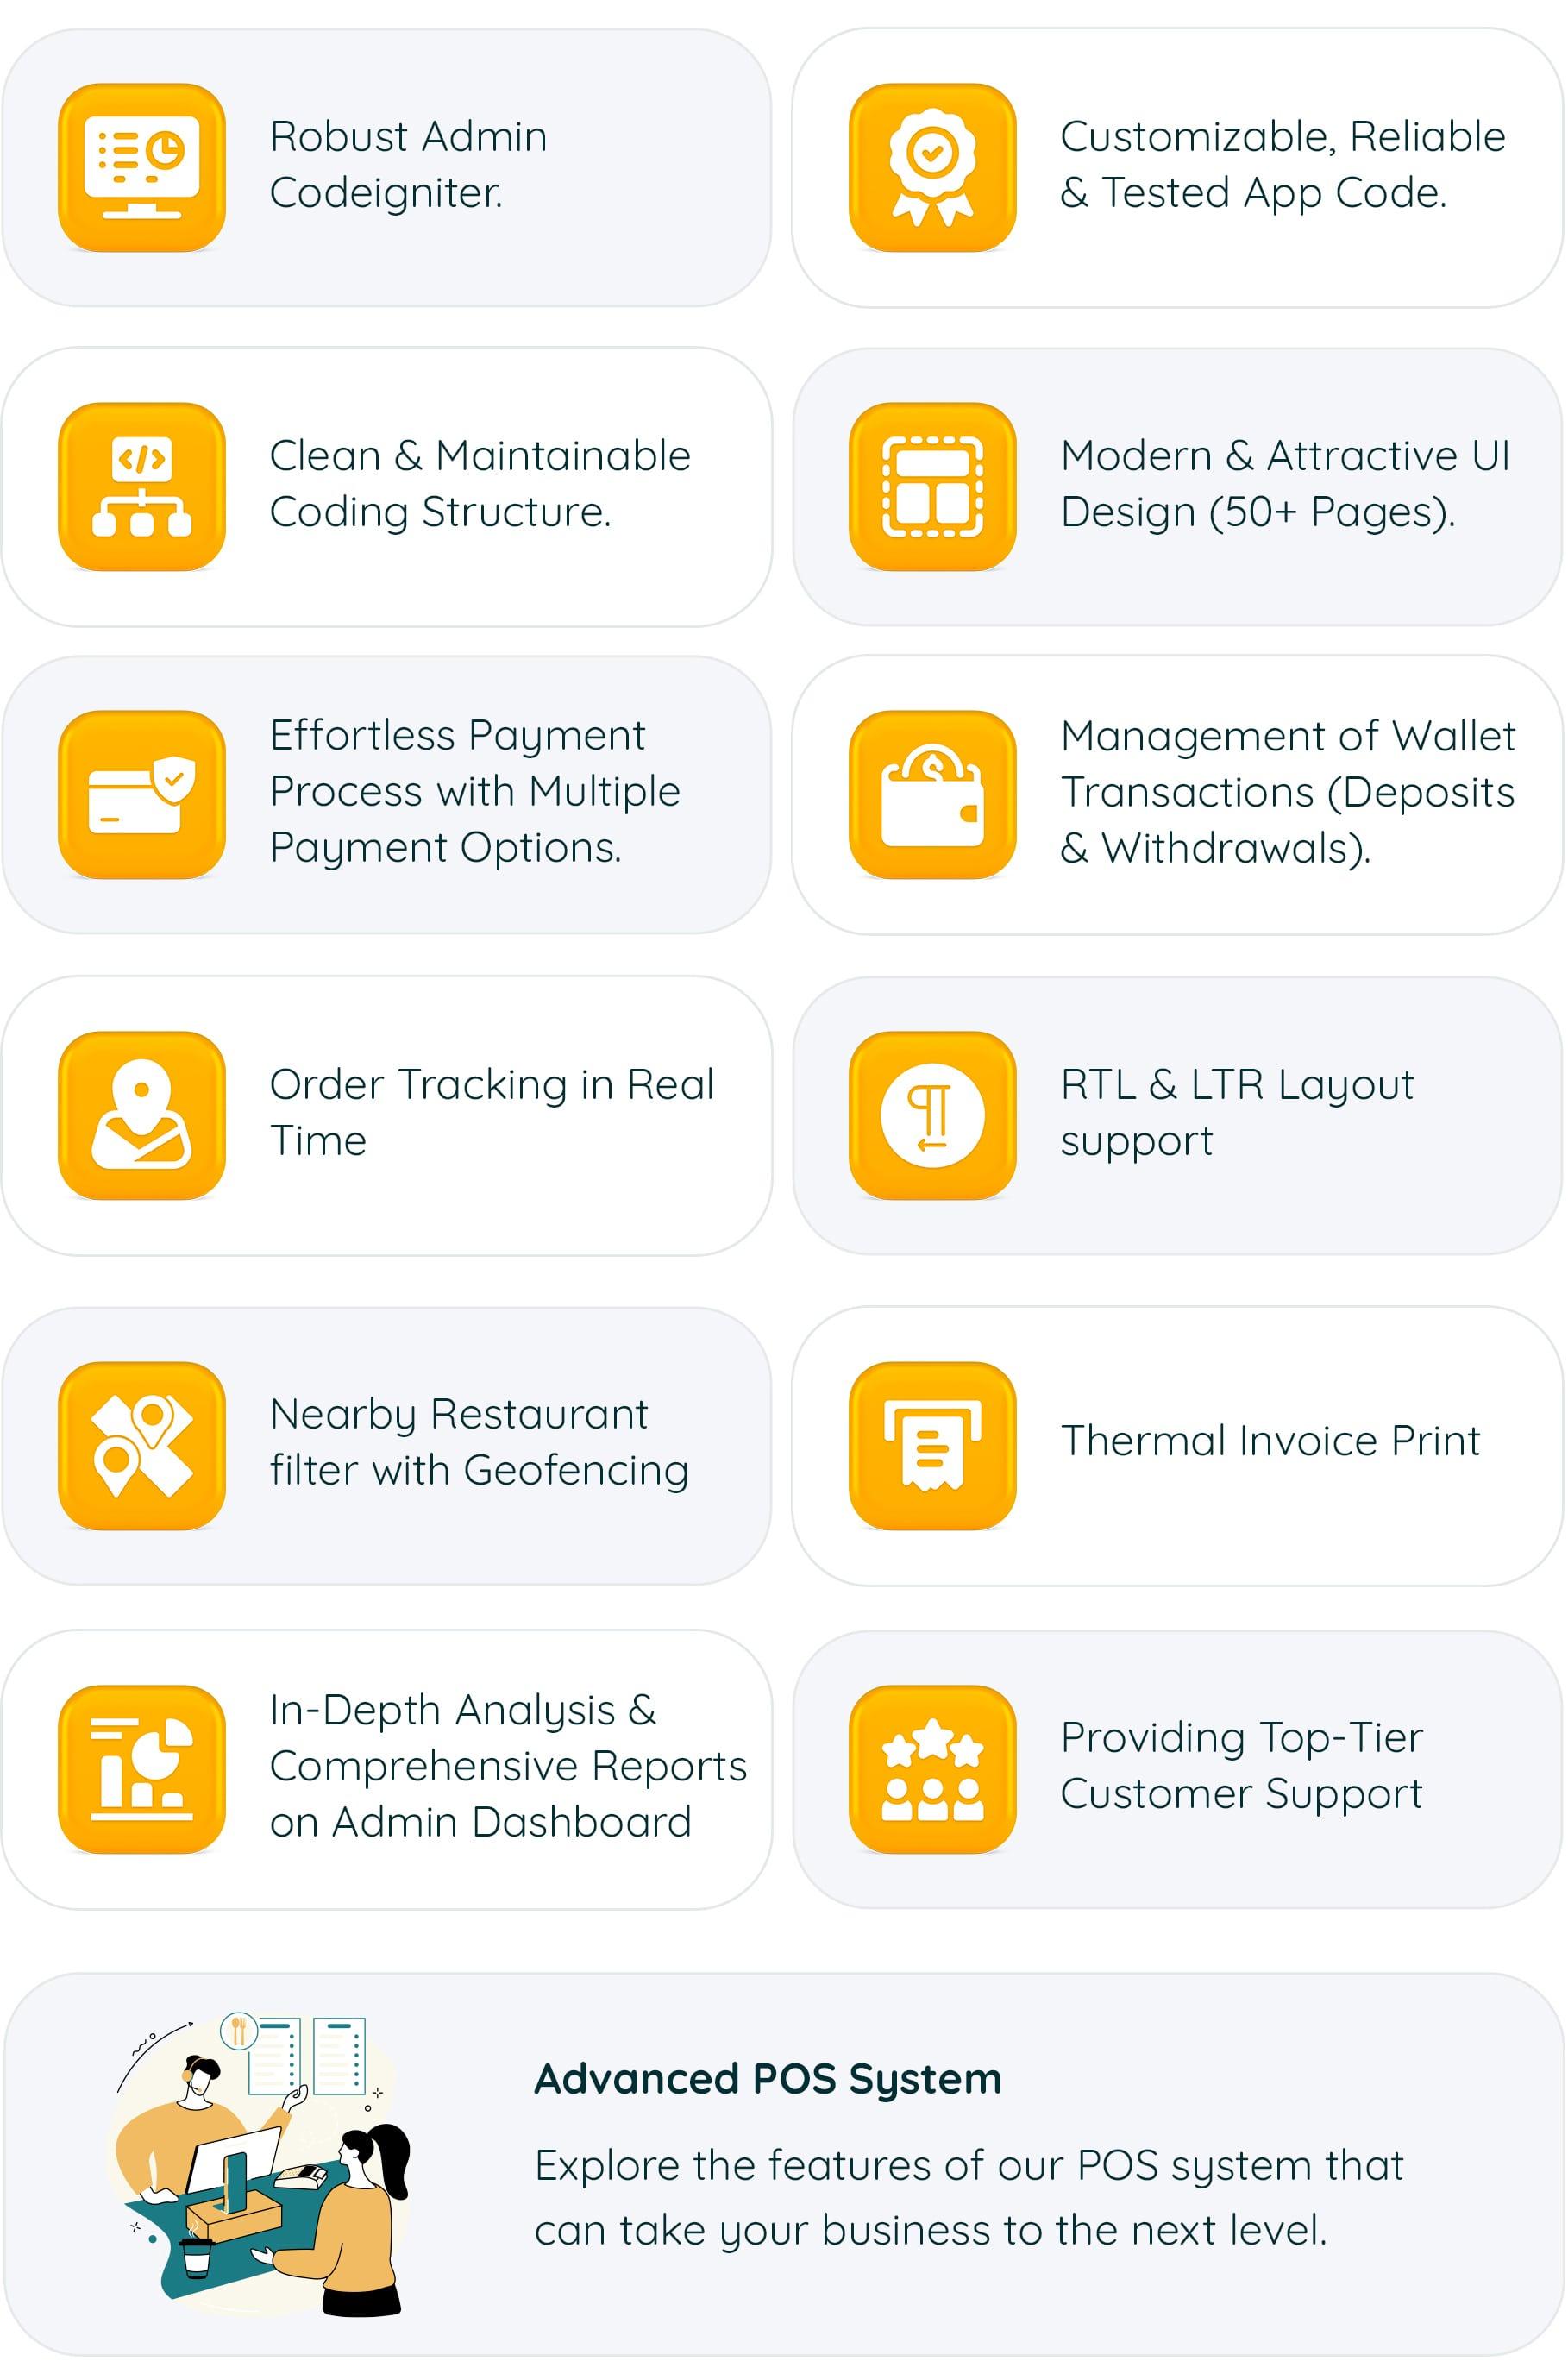 Robust Admin
Codeigniter.
Customizable, Reliable
& Tested App Code.
Clean & Maintainable
Coding Structure.
Modern & Attractive UI
Design (50+ Pages).
Effortless Payment
Process with Multiple
Payment Options.
Management of Wallet
Transactions (Deposits
& Withdrawals).
Order Tracking in Real
Time
RTL & LTR Layout
support
Nearby Restaurant
filter with Geofencing
Thermal Invoice Print
In-Depth Analysis &
Comprehensive Reports
on Admin Dashboard
Providing Top-Tier
Customer Support
Advanced POS System
Explore the features of our POS system that
can take your business to the next level.